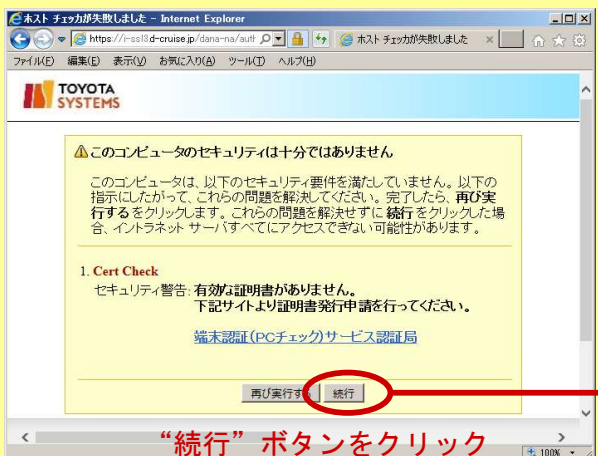 ホスト チェッカが失敗しました - Internet Explorer
https://i-ssl3.d-cruise.jp/dana-na/auth
ホスト チェッカが失敗しました
ファイル(F) 編集(E) 表示(V) お気に入り(A) ツール(T) ヘルプ(H)
TOYOTA
SYSTEMS
このコンピュータのセキュリティは十分ではありません
このコンピュータは、以下のセキュリティ要件を満たしていません。以下の
指示にしたがって、これらの問題を解決してください。完了したら、再び実
行する をクリックします。これらの問題を解決せずに 続行 をクリックした場
合、イントラネット サーバすべてにアクセスできない可能性があります。
1. Cert Check
セキュリティ警告: 有効な証明書がありません。
下記サイトより証明書発行申請を行ってください。
端末認証(PCチェック)サービス認証局
再び実行する 続行
“続行”ボタンをクリック
100%